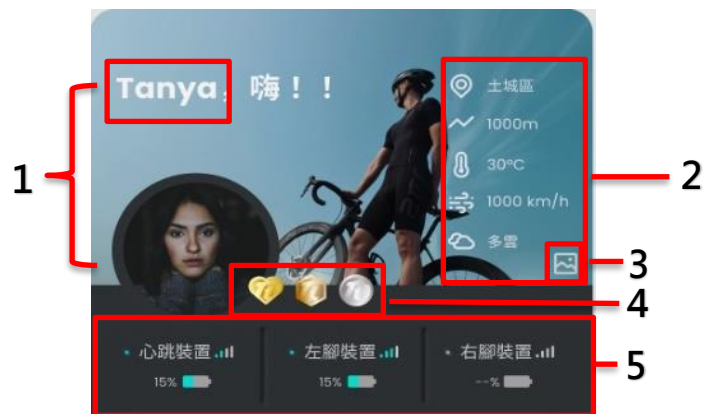 Tanya, 嗨！！
土城區
1000m
30°C
1000 km/h
多雲
心跳裝置
15%
左腳裝置
15%
右腳裝置
--%
1
2
3
4
5